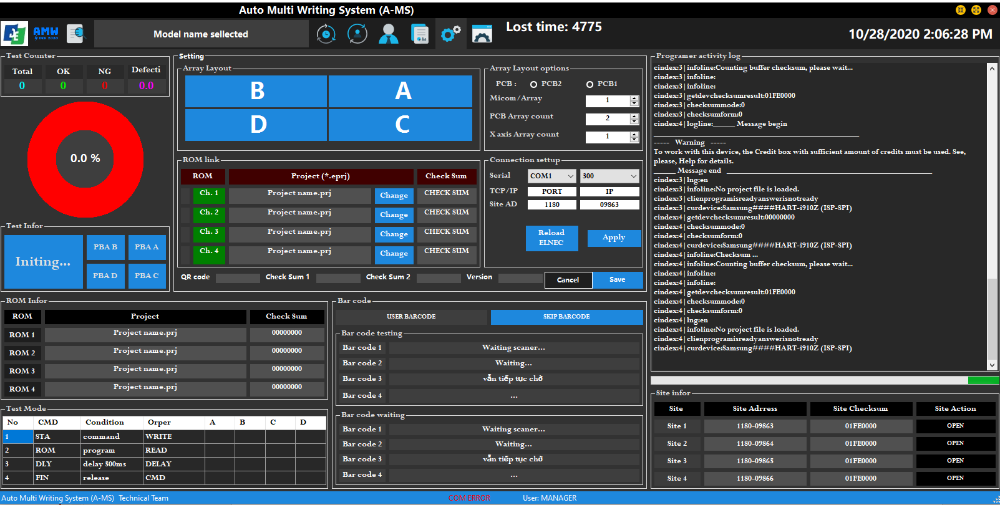 Auto Multi Writing System (A-MS)
AMW
DEV 2020
Model name selected
Lost time: 4775
10/28/2020 2:06:28 PM
Test Counter
Total OK NG Defecti
0 0 0 0.0
0.0 %
Test Infor
Initing...
PBA B PBA A
PBA D PBA C
Setting
Array Layout
B A
D C
Array Layout options
PCB : PCB2 PCB1
Micom/Array 1
PCB Array count 2
X axis Array count 1
ROM link
ROM Project (*.eprj) Check Sum
Ch. 1 Project name.prj Change CHECK SUM
Ch. 2 Project name.prj Change CHECK SUM
Ch. 3 Project name.prj Change CHECK SUM
Ch. 4 Project name.prj Change CHECK SUM
Connection settup
Serial COM1 300
TCP/IP PORT IP
Site AD 1180 09863
Reload ELNEC
Apply
QR code Check Sum 1 Check Sum 2 Version
Cancel Save
ROM Infor
ROM Project Check Sum
ROM 1 Project name.prj 00000000
ROM 2 Project name.prj 00000000
ROM 3 Project name.prj 00000000
ROM 4 Project name.prj 00000000
Test Mode
No CMD Condition Orper A B C D
1 STA command WRITE
2 ROM program READ
3 DLY delay 500ms DELAY
4 FIN release CMD
Bar code
USER BARCODE SKIP BARCODE
Bar code testing
Bar code 1 Waiting scaner...
Bar code 2 Waiting...
Bar code 3 vẫn tiếp tục chờ
Bar code 4 ...
Bar code waiting
Bar code 1 Waiting scaner...
Bar code 2 Waiting...
Bar code 3 vẫn tiếp tục chờ
Bar code 4 ...
Programer activity log
cindex:3|infoline:Counting buffer checksum, please wait...
cindex:3|infoline:
cindex:3|infoline:
cindex:3|getdevchecksumresult:01FE0000
cindex:3|checksummode:0
cindex:3|checksumform:0
cindex:4|logline:______ Message begin
----- Warning -----
To work with this device, the Credit box with sufficient amount of credits must be used. See,
please, Help for details.
______ Message end ______
cindex:3|lng:en
cindex:3|infoline:No project file is loaded.
cindex:3|clienprogramisreadyanswerisnotready
cindex:3|curdevice:Samsung####HART-i910Z (ISP-SPI)
cindex:4|getdevchecksumresult:00000000
cindex:4|checksummode:0
cindex:4|checksumform:0
cindex:4|curdevice:Samsung####HART-i910Z (ISP-SPI)
cindex:4|infoline:Checksum ...
cindex:4|infoline:Counting buffer checksum, please wait...
cindex:4|infoline:
cindex:4|infoline:
cindex:4|getdevchecksumresult:01FE0000
cindex:4|checksummode:0
cindex:4|checksumform:0
cindex:4|lng:en
cindex:4|infoline:No project file is loaded.
cindex:4|clienprogramisreadyanswerisnotready
cindex:4|curdevice:Samsung####HART-i910Z (ISP-SPI)
Site infor
Site Site Adrress Site Checksum Site Action
Site 1 1180-09863 01FE0000 OPEN
Site 2 1180-09864 01FE0000 OPEN
Site 3 1180-09865 01FE0000 OPEN
Site 4 1180-09866 01FE0000 OPEN
Auto Multi Writing System (A-MS) Technical Team COM ERROR User: MANAGER